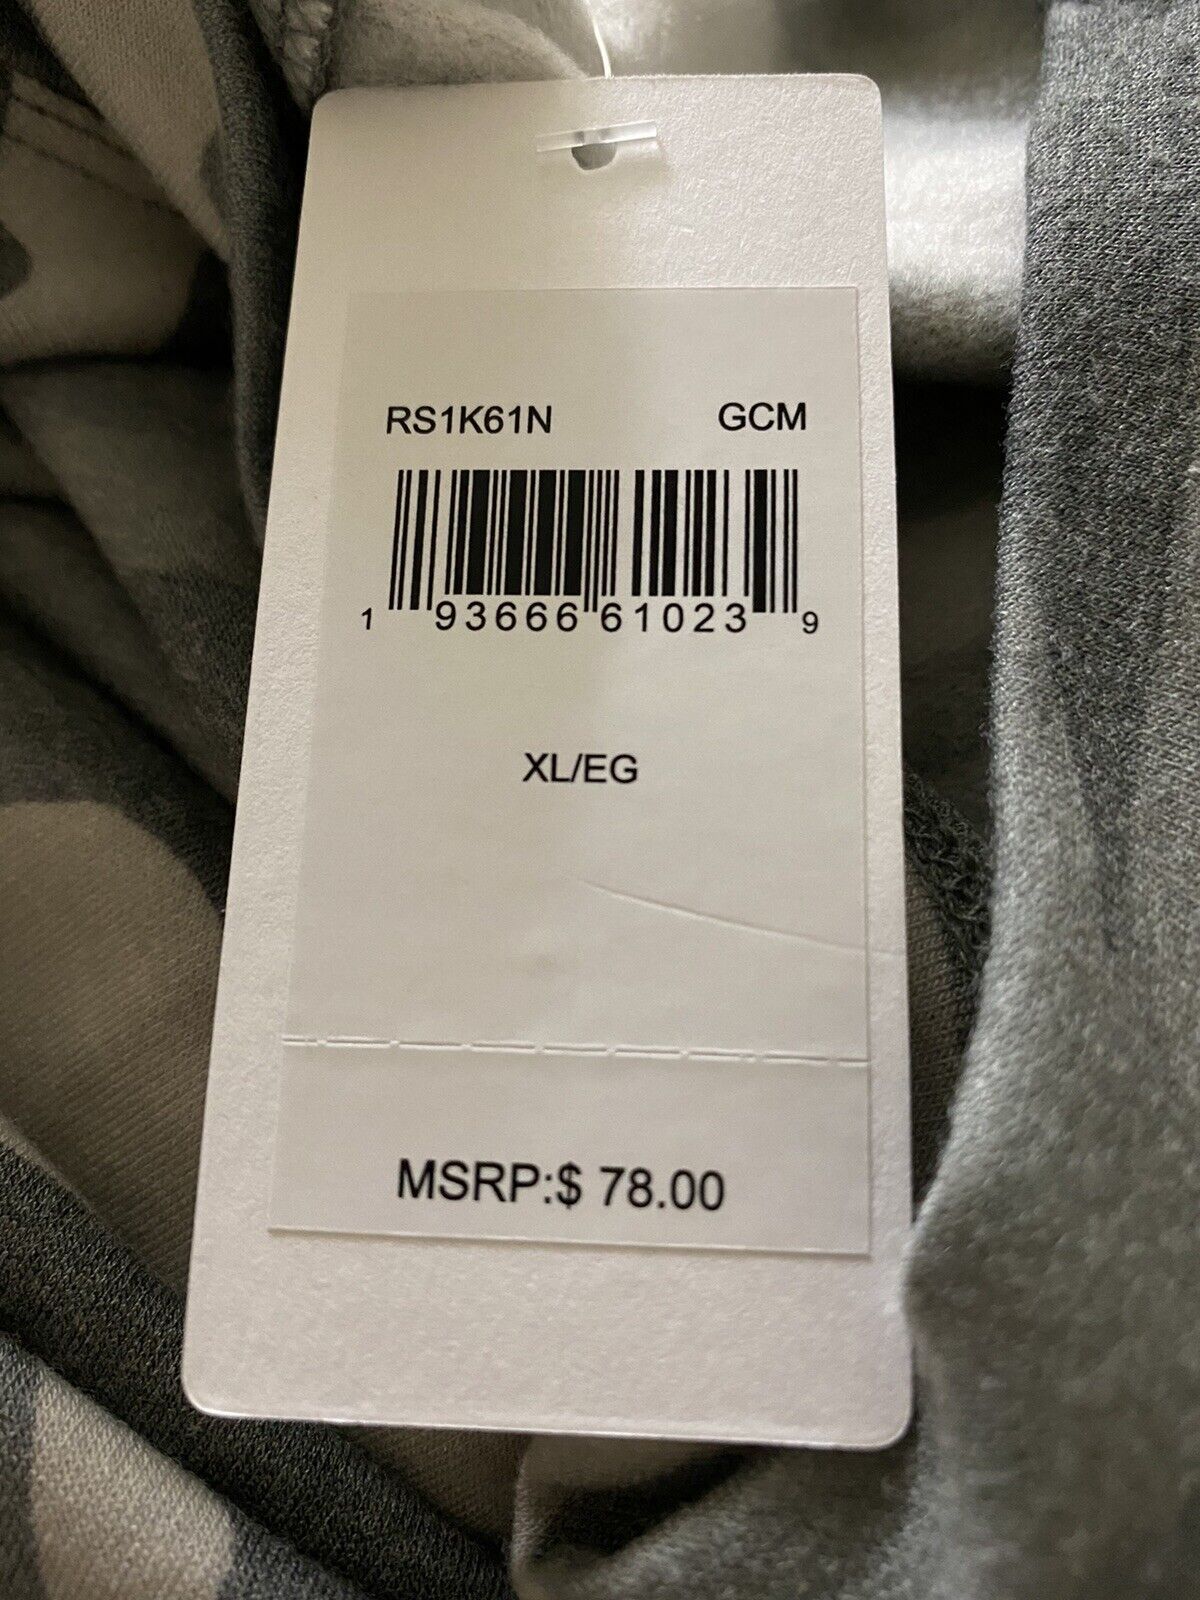 RS1K61N GCM
1 93666 61023 9
XL/EG
MSRP:$ 78.00